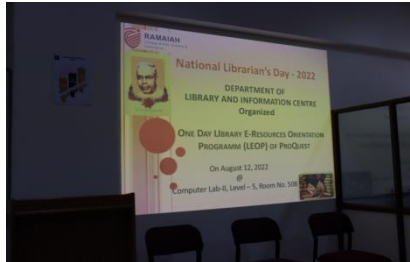 RAMAIAH
National Librarian's Day - 2022
DEPARTMENT OF
LIBRARY AND INFORMATION CENTRE
Organized
ONE DAY LIBRARY E-RESOURCES ORIENTATION
PROGRAMM (LEOP) OF PROQUEST
On August 12, 2022
@
Computer Lab-II, Level – 5, Room No. 508